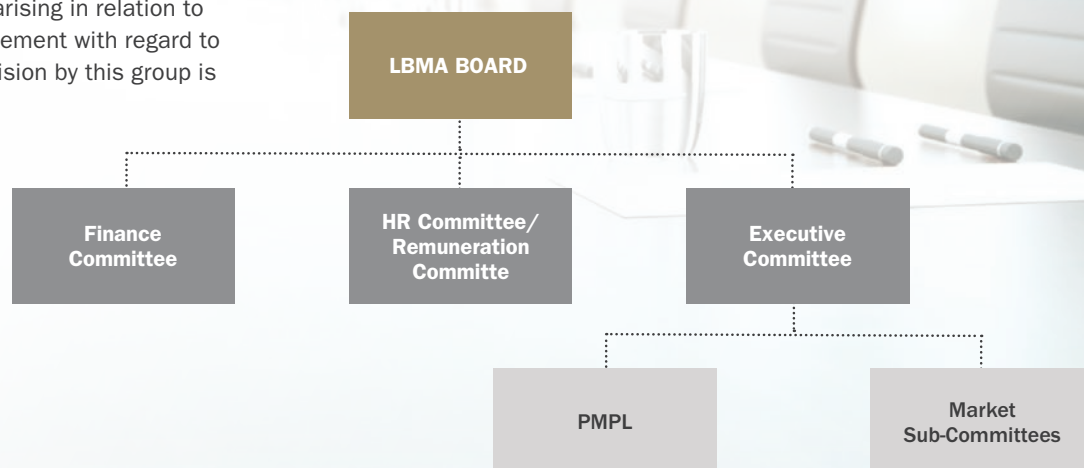 arising in relation to
ement with regard to
ision by this group is
LBMA BOARD
Finance
Committee
HR Committee/
Remuneration
Committe
Executive
Committee
PMPL
Market
Sub-Committees